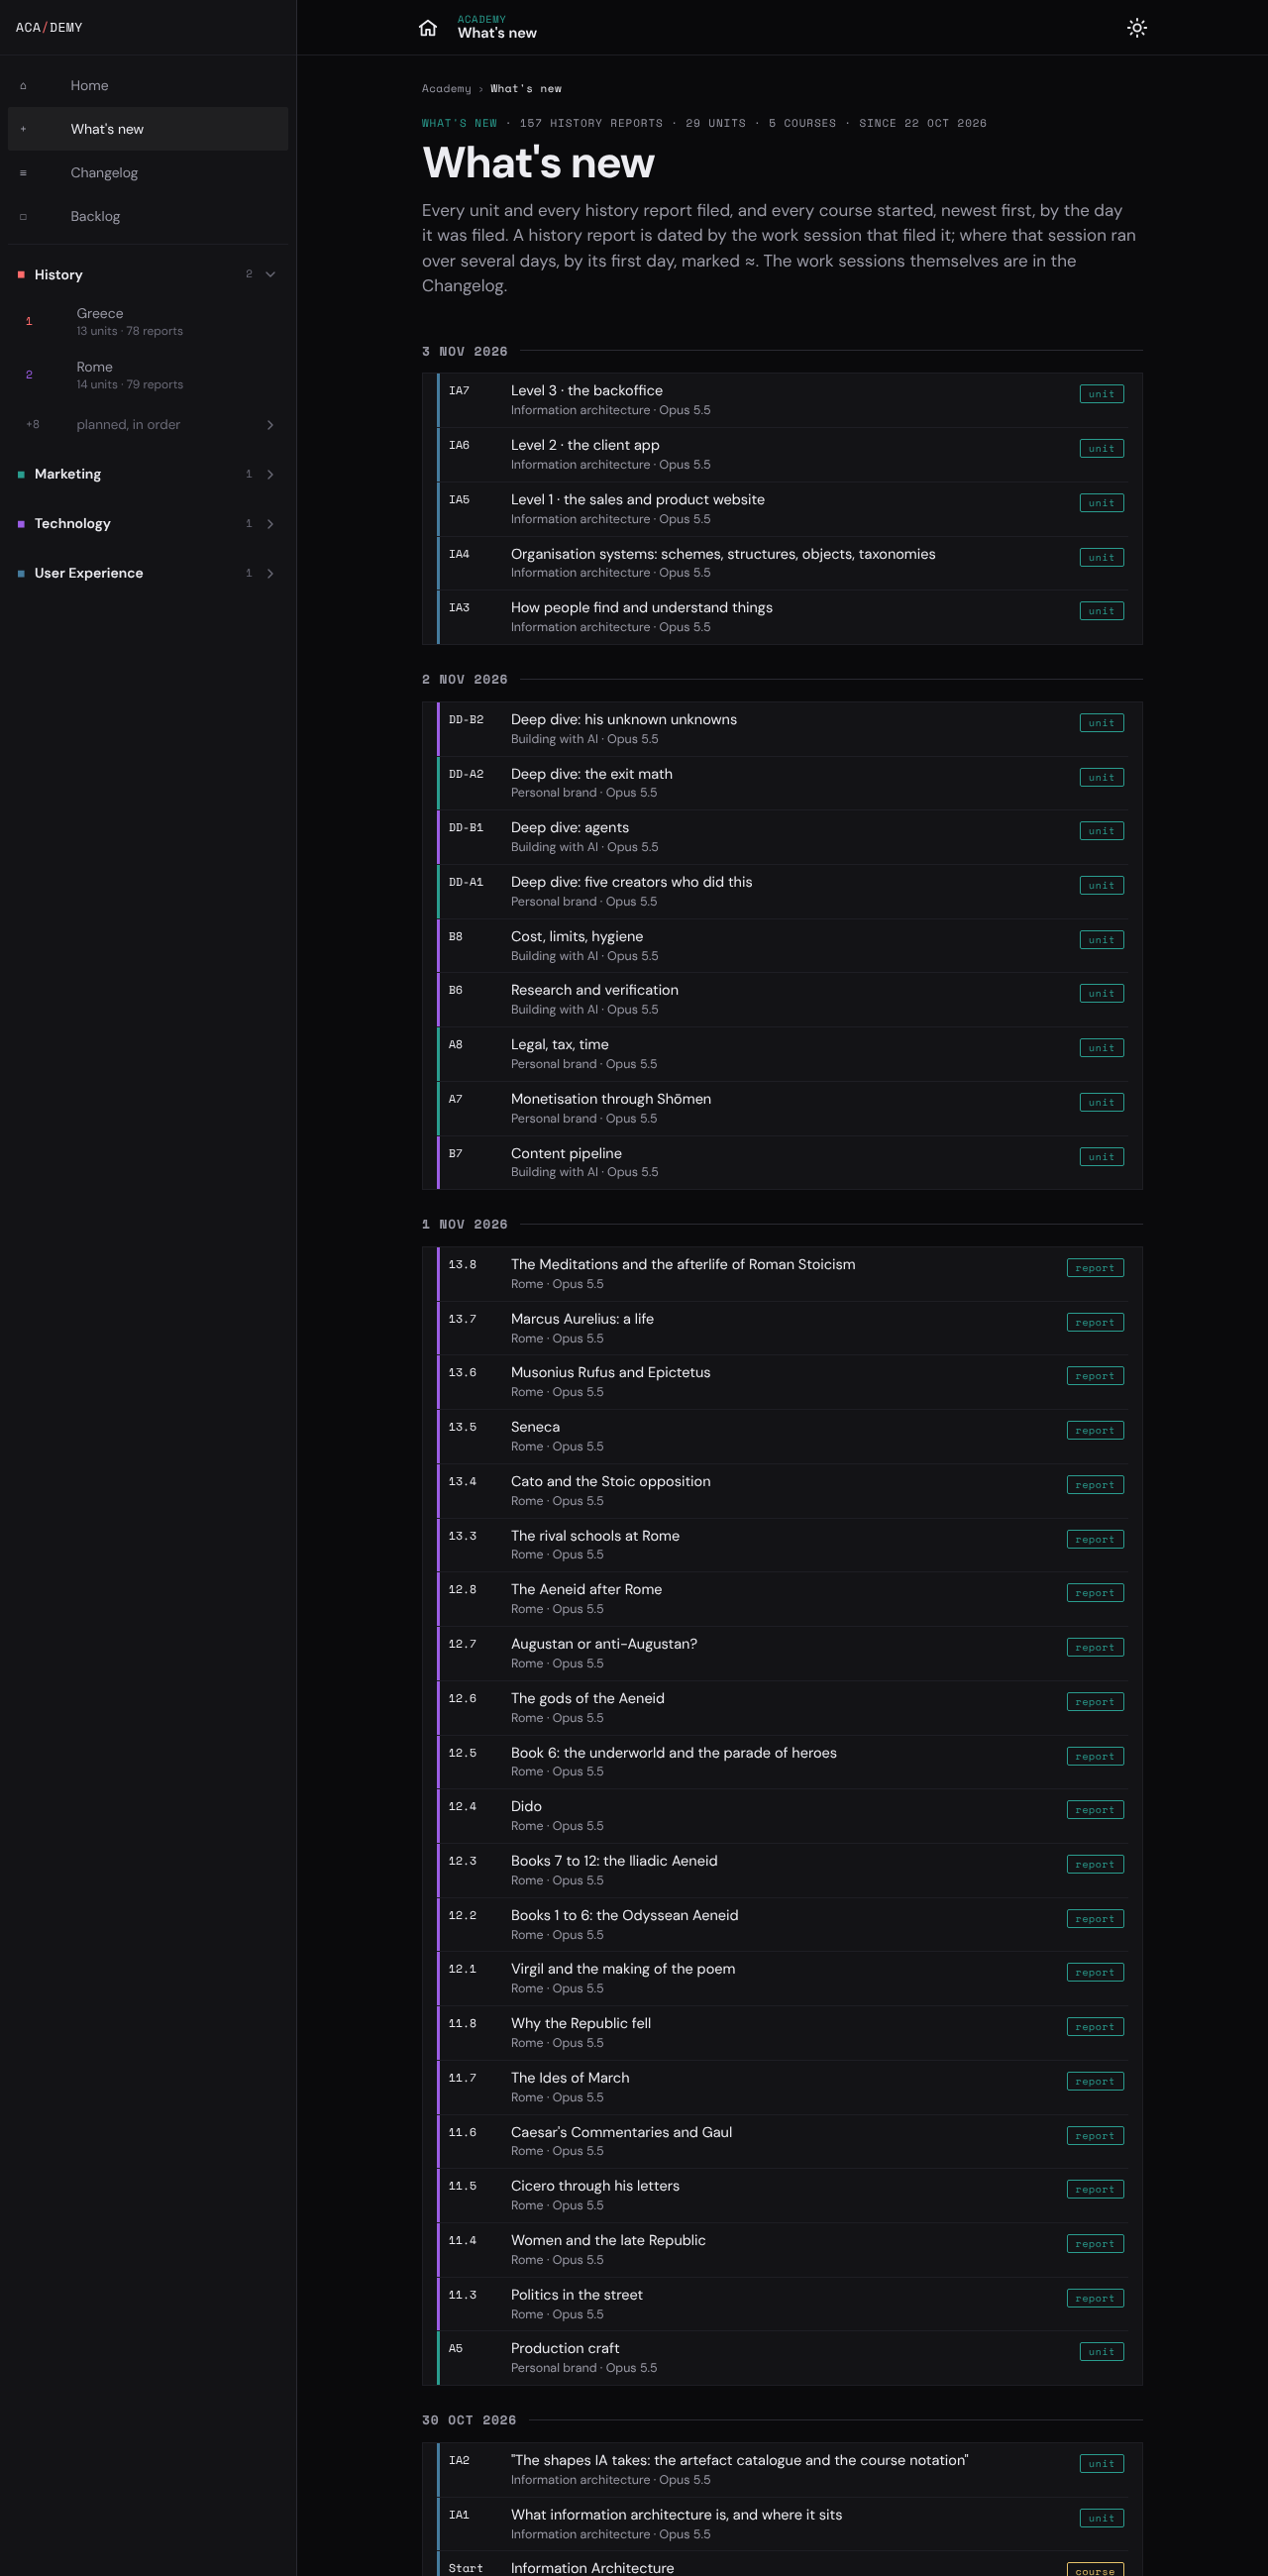 ACA/DEMY
Home
What's new
Changelog
Backlog
History 2
1 Greece
13 units · 78 reports
2 Rome
14 units · 79 reports
+8 planned, in order
Marketing 1
Technology 1
User Experience 1
ACADEMY
What's new
Academy › What's new
WHAT'S NEW · 157 HISTORY REPORTS · 29 UNITS · 5 COURSES · SINCE 22 OCT 2026
What's new
Every unit and every history report filed, and every course started, newest first, by the day
it was filed. A history report is dated by the work session that filed it; where that session ran
over several days, by its first day, marked ≈. The work sessions themselves are in the
Changelog.
3 NOV 2026
IA7 Level 3 · the backoffice unit
Information architecture · Opus 5.5
IA6 Level 2 · the client app unit
Information architecture · Opus 5.5
IA5 Level 1 · the sales and product website unit
Information architecture · Opus 5.5
IA4 Organisation systems: schemes, structures, objects, taxonomies unit
Information architecture · Opus 5.5
IA3 How people find and understand things unit
Information architecture · Opus 5.5
2 NOV 2026
DD-B2 Deep dive: his unknown unknowns unit
Building with AI · Opus 5.5
DD-A2 Deep dive: the exit math unit
Personal brand · Opus 5.5
DD-B1 Deep dive: agents unit
Building with AI · Opus 5.5
DD-A1 Deep dive: five creators who did this unit
Personal brand · Opus 5.5
B8 Cost, limits, hygiene unit
Building with AI · Opus 5.5
B6 Research and verification unit
Building with AI · Opus 5.5
A8 Legal, tax, time unit
Personal brand · Opus 5.5
A7 Monetisation through Shōmen unit
Personal brand · Opus 5.5
B7 Content pipeline unit
Building with AI · Opus 5.5
1 NOV 2026
13.8 The Meditations and the afterlife of Roman Stoicism report
Rome · Opus 5.5
13.7 Marcus Aurelius: a life report
Rome · Opus 5.5
13.6 Musonius Rufus and Epictetus report
Rome · Opus 5.5
13.5 Seneca report
Rome · Opus 5.5
13.4 Cato and the Stoic opposition report
Rome · Opus 5.5
13.3 The rival schools at Rome report
Rome · Opus 5.5
12.8 The Aeneid after Rome report
Rome · Opus 5.5
12.7 Augustan or anti-Augustan? report
Rome · Opus 5.5
12.6 The gods of the Aeneid report
Rome · Opus 5.5
12.5 Book 6: the underworld and the parade of heroes report
Rome · Opus 5.5
12.4 Dido report
Rome · Opus 5.5
12.3 Books 7 to 12: the Iliadic Aeneid report
Rome · Opus 5.5
12.2 Books 1 to 6: the Odyssean Aeneid report
Rome · Opus 5.5
12.1 Virgil and the making of the poem report
Rome · Opus 5.5
11.8 Why the Republic fell report
Rome · Opus 5.5
11.7 The Ides of March report
Rome · Opus 5.5
11.6 Caesar's Commentaries and Gaul report
Rome · Opus 5.5
11.5 Cicero through his letters report
Rome · Opus 5.5
11.4 Women and the late Republic report
Rome · Opus 5.5
11.3 Politics in the street report
Rome · Opus 5.5
A5 Production craft unit
Personal brand · Opus 5.5
30 OCT 2026
IA2 "The shapes IA takes: the artefact catalogue and the course notation" unit
Information architecture · Opus 5.5
IA1 What information architecture is, and where it sits unit
Information architecture · Opus 5.5
Start Information Architecture course